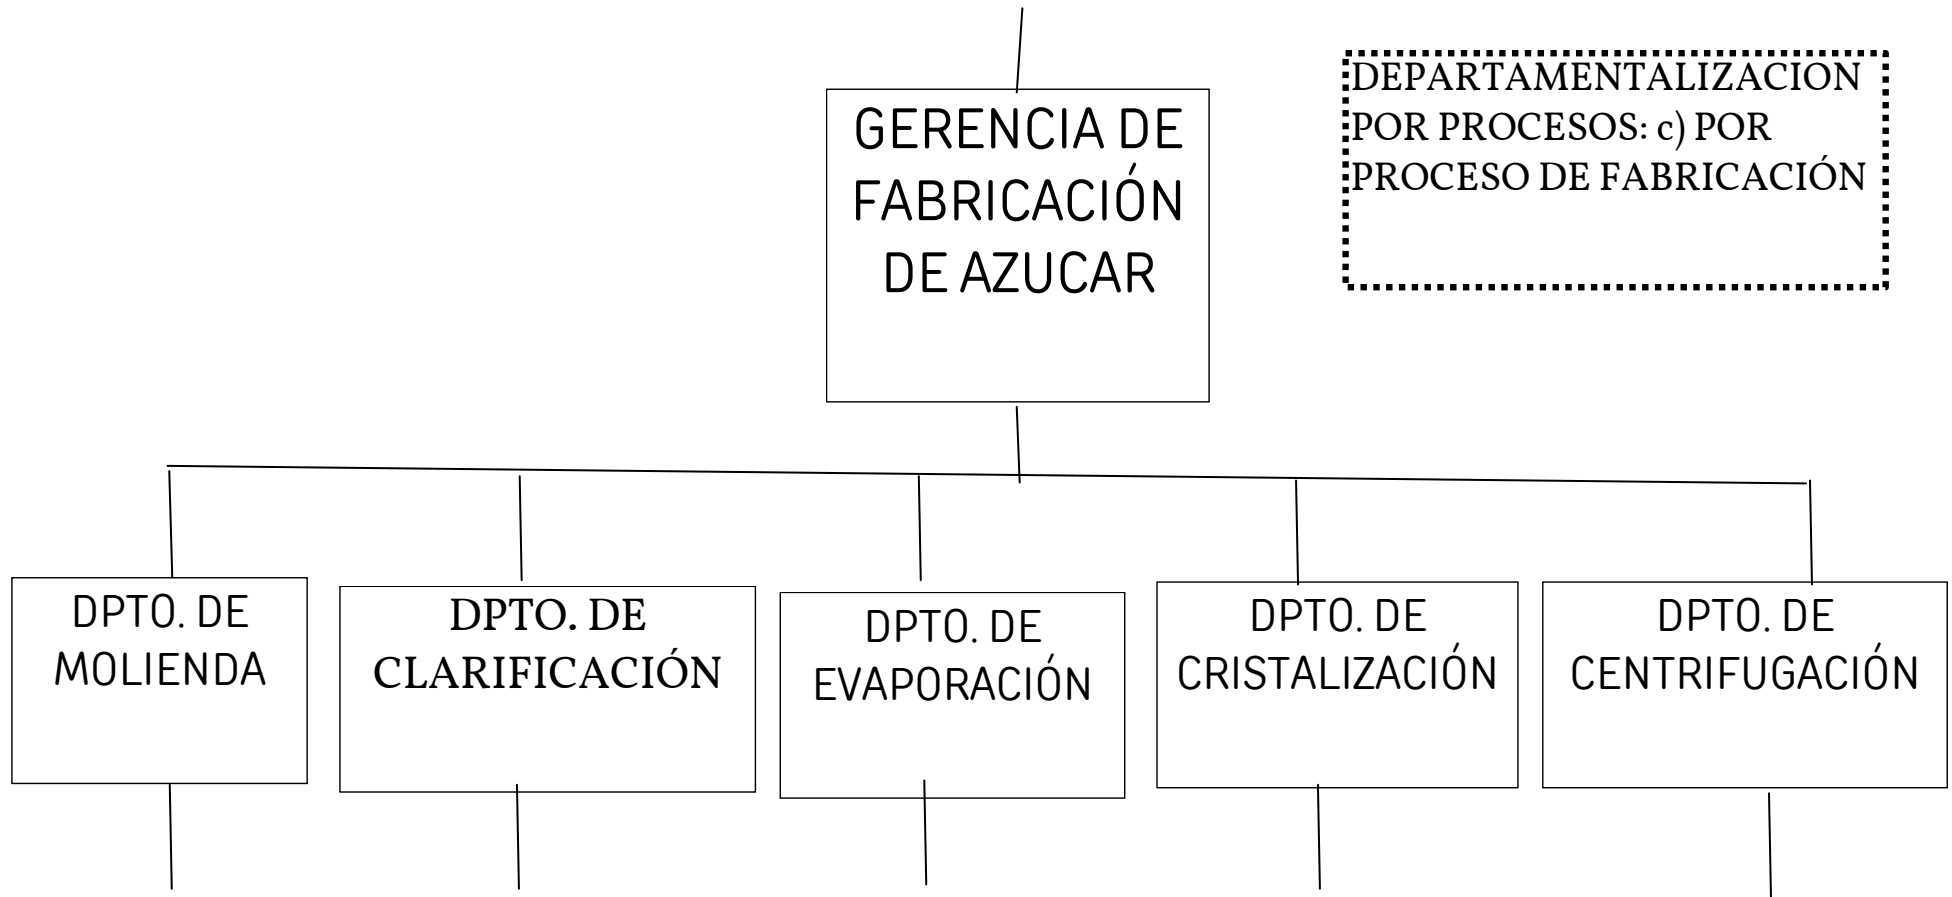 GERENCIA DE
FABRICACIÓN
DE AZUCAR
DEPARTAMENTALIZACION
POR PROCESOS: c) POR
PROCESO DE FABRICACIÓN
DPTO. DE
MOLIENDA
DPTO. DE
CLARIFICACIÓN
DPTO. DE
EVAPORACIÓN
DPTO. DE
CRISTALIZACIÓN
DPTO. DE
CENTRIFUGACIÓN